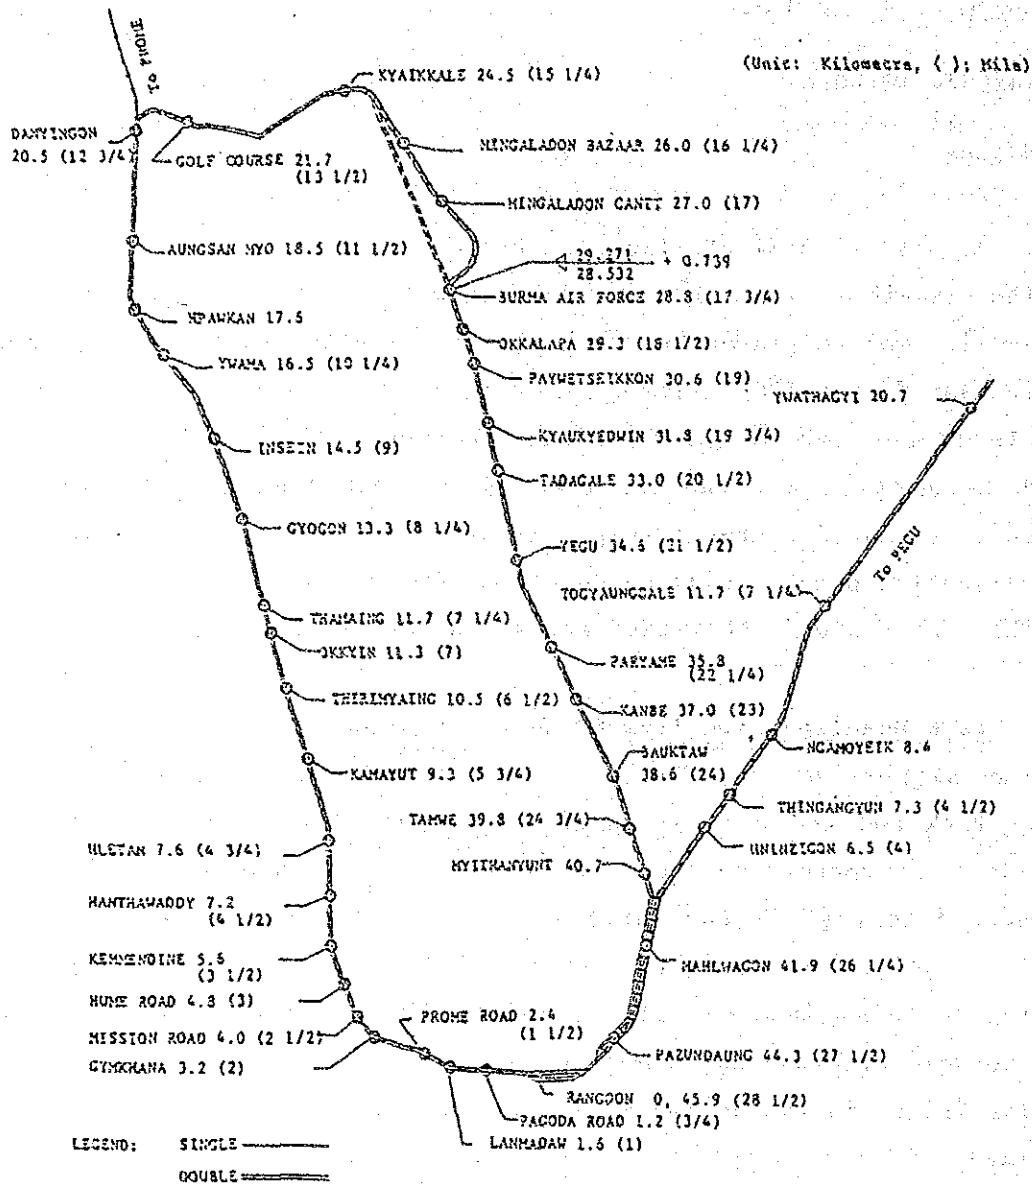 To PROME
(Unit: Kilometre, ( ); Mile)
KYAIKKALE 24.5 (15 1/4)
DANYINGON
20.5 (12 3/4)
GOLF COURSE 21.7
(13 1/2)
MINGALADON BAZAAR 26.0 (16 1/4)
MINGALADON CANTT 27.0 (17)
AUNGSAN MYO 18.5 (11 1/2)
29.271
28.532
+ 0.739
BURMA AIR FORCE 28.8 (17 3/4)
HPAWKAN 17.5
OKKALAPA 29.3 (18 1/2)
YWAMA 16.5 (10 1/4)
PAYWETSEIKKON 30.6 (19)
YWATHAGYI 20.7
KYAUKYEDWIN 31.8 (19 3/4)
INSEIN 14.5 (9)
TADAGALE 33.0 (20 1/2)
GYOGON 13.3 (8 1/4)
YEGU 34.6 (21 1/2)
To PEGU
TOGYAUNGGALE 11.7 (7 1/4)
THAMAING 11.7 (7 1/4)
OKKYIN 11.3 (7)
PARYAME 35.8
(22 1/4)
THIRIMYAING 10.5 (6 1/2)
KANBE 37.0 (23)
NGAMOYEIK 8.4
KAMAYUT 9.3 (5 3/4)
BAUKTAW
38.6 (24)
THINGANGYUN 7.3 (4 1/2)
TAMWE 39.8 (24 3/4)
HLETAN 7.6 (4 3/4)
HNINZIGON 6.5 (4)
MYITTANYUNT 40.7
HANTHAWADDY 7.2
(4 1/2)
KEMMENDINE 5.6
(3 1/2)
MAHLWAGON 41.9 (26 1/4)
HUME ROAD 4.8 (3)
PROME ROAD 2.4
(1 1/2)
MISSION ROAD 4.0 (2 1/2)
PAZUNDAUNG 44.3 (27 1/2)
GYMKHANA 3.2 (2)
RANGOON 0, 45.9 (28 1/2)
PAGODA ROAD 1.2 (3/4)
LANMADAW 1.6 (1)
LEGEND: SINGLE
DOUBLE